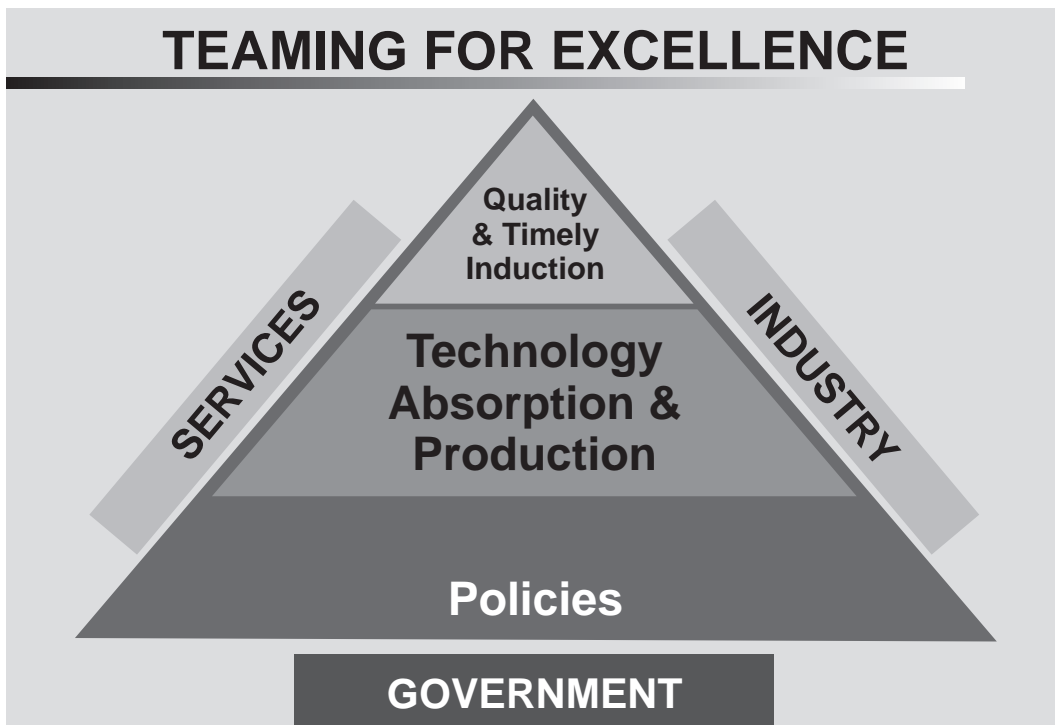 TEAMING FOR EXCELLENCE
Quality
& Timely
Induction
SERVICES
INDUSTRY
Technology
Absorption &
Production
Policies
GOVERNMENT